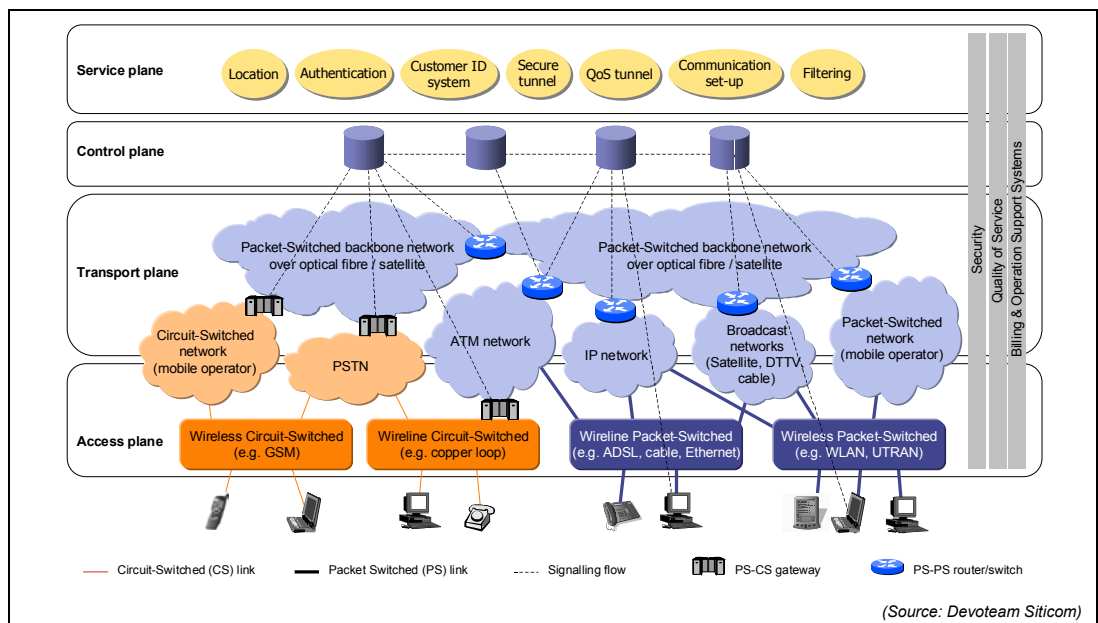 Service plane
Location
Authentication
Customer ID
system
Secure
tunnel
QoS tunnel
Communication
set-up
Filtering
Control plane
Transport plane
Packet-Switched backbone network
over optical fibre / satellite
Packet-Switched backbone network
over optical fibre / satellite
Circuit-Switched
network
(mobile operator)
PSTN
ATM network
IP network
Broadcast
networks
(Satellite, DTTV,
cable)
Packet-Switched
network
(mobile operator)
Access plane
Wireless Circuit-Switched
(e.g. GSM)
Wireline Circuit-Switched
(e.g. copper loop)
Wireline Packet-Switched
(e.g. ADSL, cable, Ethernet)
Wireless Packet-Switched
(e.g. WLAN, UTRAN)
Security
Quality of Service
Billing & Operation Support Systems
Circuit-Switched (CS) link
Packet Switched (PS) link
Signalling flow
PS-CS gateway
PS-PS router/switch
(Source: Devoteam Siticom)